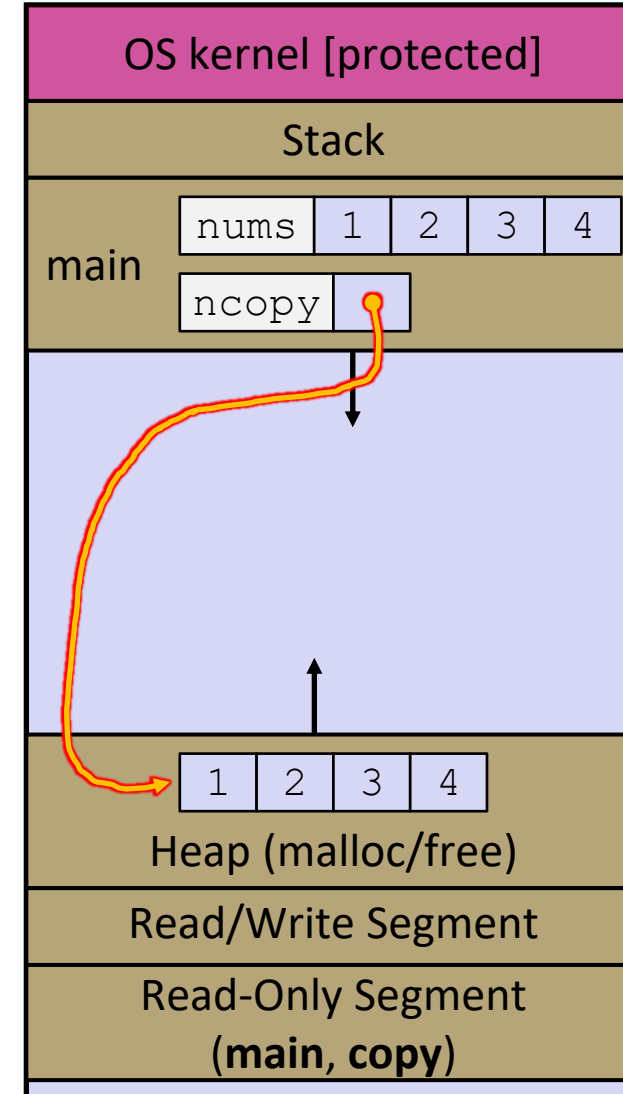 OS kernel [protected]
Stack
main
nums 1 2 3 4
ncopy
1 2 3 4
Heap (malloc/free)
Read/Write Segment
Read-Only Segment
(main, copy)